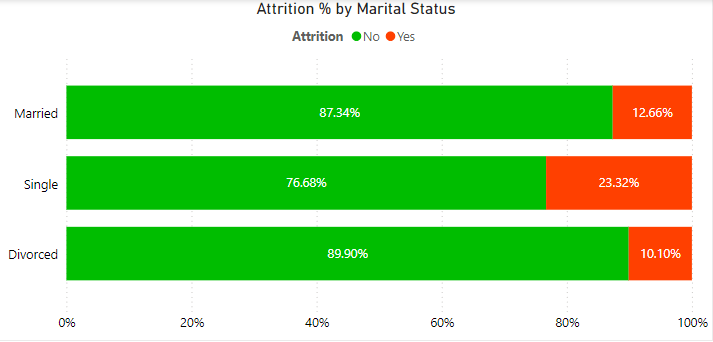 Attrition % by Marital Status
Attrition No Yes
Married 87.34% 12.66%
Single 76.68% 23.32%
Divorced 89.90% 10.10%
0% 20% 40% 60% 80% 100%